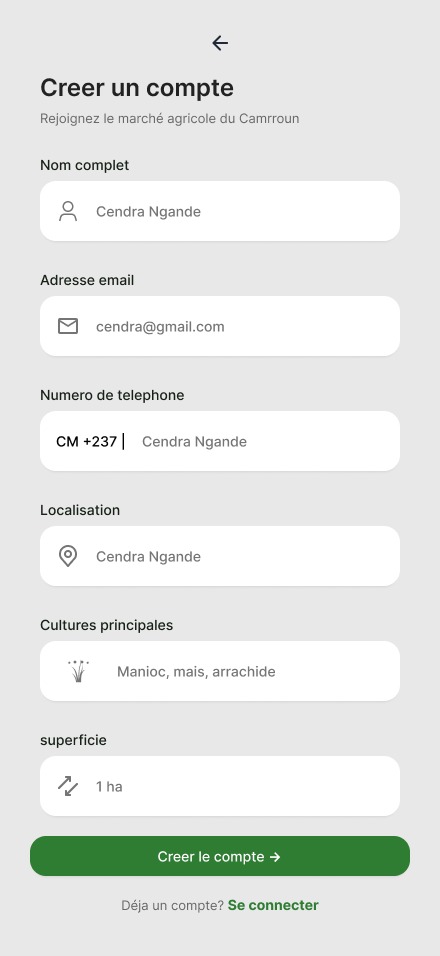 Creer un compte
Rejoignez le marché agricole du Camrroun
Nom complet
Cendra Ngande
Adresse email
cendra@gmail.com
Numero de telephone
CM +237 | Cendra Ngande
Localisation
Cendra Ngande
Cultures principales
Manioc, mais, arrachide
superficie
1 ha
Creer le compte →
Déja un compte? Se connecter